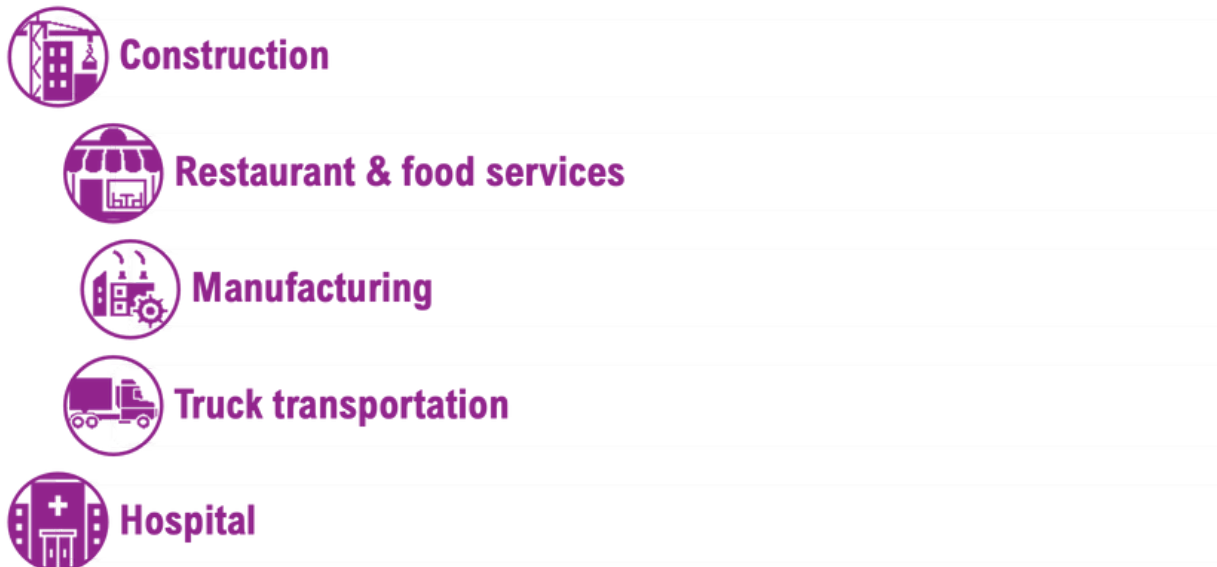 Construction
Restaurant & food services
Manufacturing
Truck transportation
Hospital